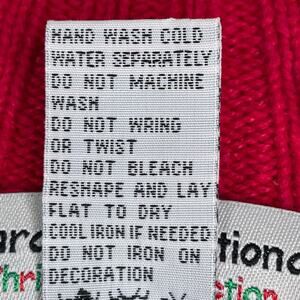 HAND WASH COLD
WATER SEPARATELY
DO NOT MACHINE
WASH
DO NOT WRING
OR TWIST
DO NOT BLEACH
RESHAPE AND LAY
FLAT TO DRY
COOL IRON IF NEEDED
DO NOT IRON ON
DECORATION